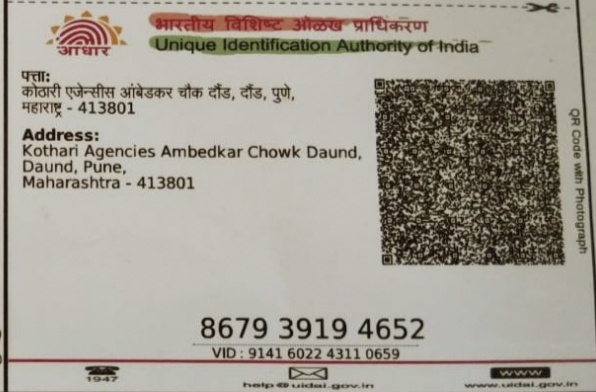 आधार
भारतीय विशिष्ट ओळख प्राधिकरण
Unique Identification Authority of India
पत्ता:
कोठारी एजेन्सीस आंबेडकर चौक दौंड, दौंड, पुणे,
महाराष्ट्र - 413801
Address:
Kothari Agencies Ambedkar Chowk Daund,
Daund, Pune,
Maharashtra - 413801
QR Code with Photograph
8679 3919 4652
VID : 9141 6022 4311 0659
1947
help@uidai.gov.in
www
www.uidai.gov.in